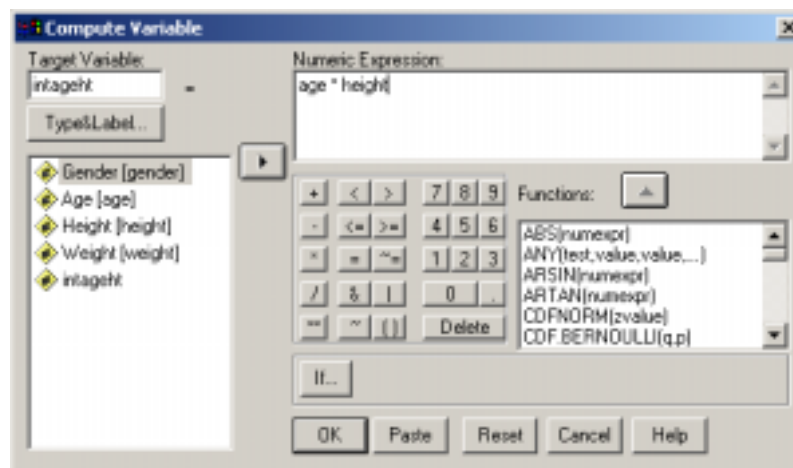 Compute Variable
Target Variable:
intageht
=
Type&Label...
Numeric Expression:
age * height
Gender [gender]
Age [age]
Height [height]
Weight [weight]
intageht
+ < > 7 8 9
- <= >= 4 5 6
* = ~= 1 2 3
/ & | 0 .
** ~ () Delete
Functions:
ABS(numexpr)
ANY(test,value,value,...)
ARSIN(numexpr)
ARTAN(numexpr)
CDFNORM(zvalue)
CDF.BERNOULLI(q,p)
If...
OK Paste Reset Cancel Help